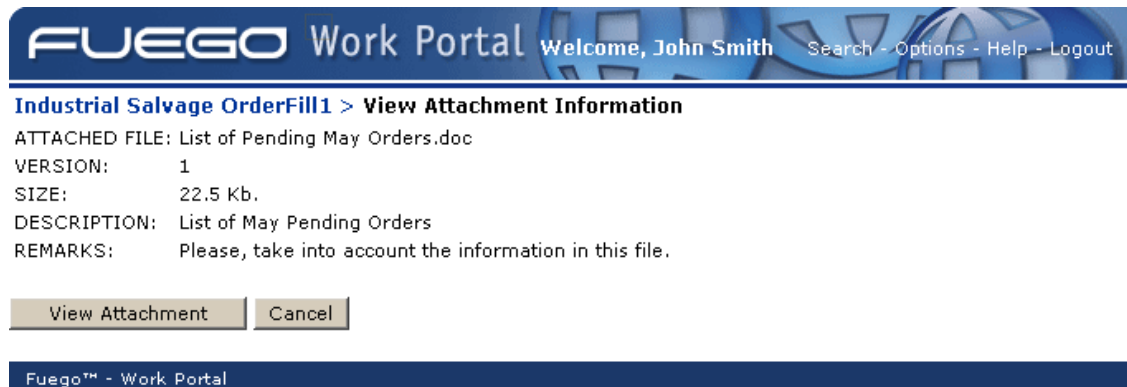 FUEGO Work Portal Welcome, John Smith Search - Options - Help - Logout
Industrial Salvage OrderFill1 > View Attachment Information
ATTACHED FILE: List of Pending May Orders.doc
VERSION: 1
SIZE: 22.5 Kb.
DESCRIPTION: List of May Pending Orders
REMARKS: Please, take into account the information in this file.
View Attachment Cancel
Fuego™ - Work Portal